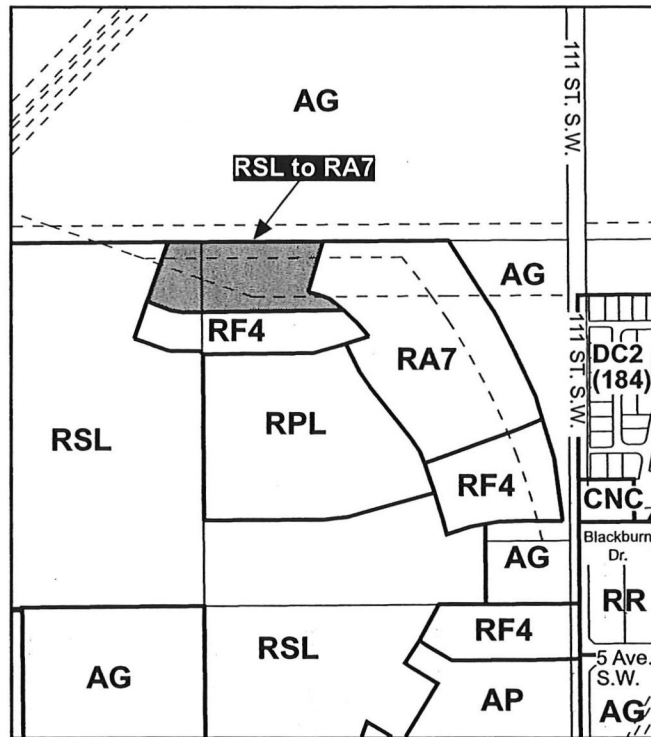 111 ST. S.W.
AG
RSL to RA7
AG
RF4
111 ST. S.W.
DC2
(184)
RA7
RSL
RPL
RF4
CNC
Blackburn
Dr.
AG
RR
RF4
RSL
5 Ave.
S.W.
AG
AP
AG